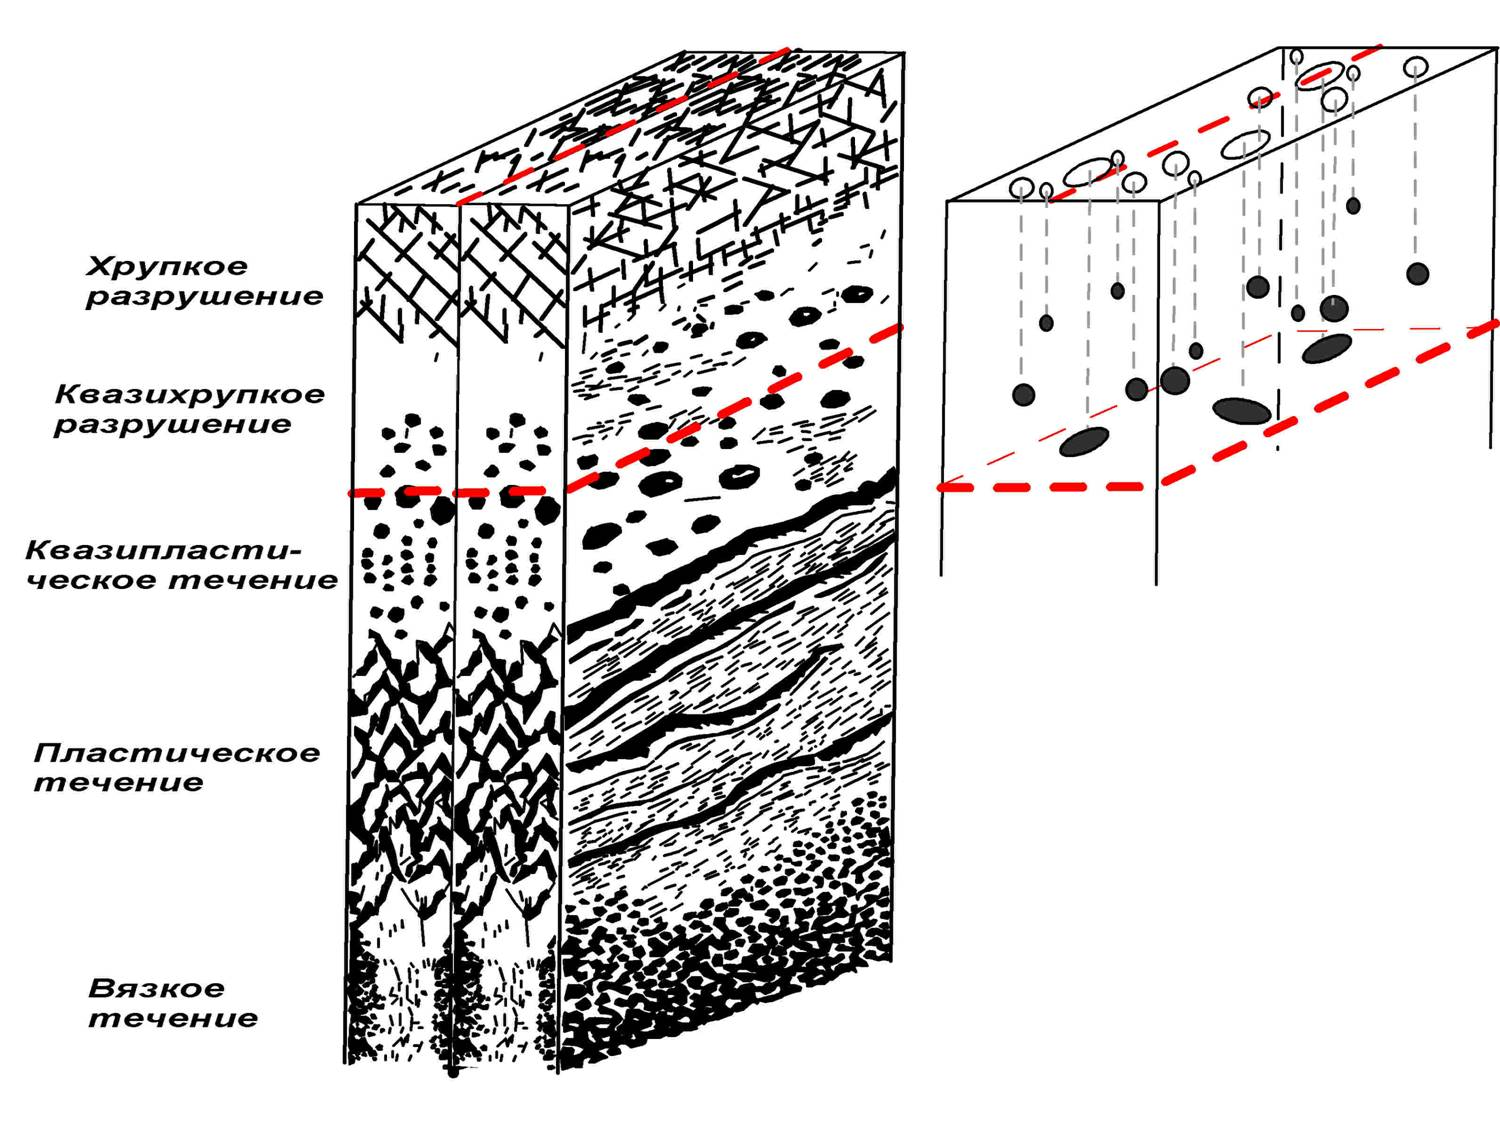 Хрупкое
разрушение
Квазихрупкое
разрушение
Квазипласти-
ческое течение
Пластическое
течение
Вязкое
течение